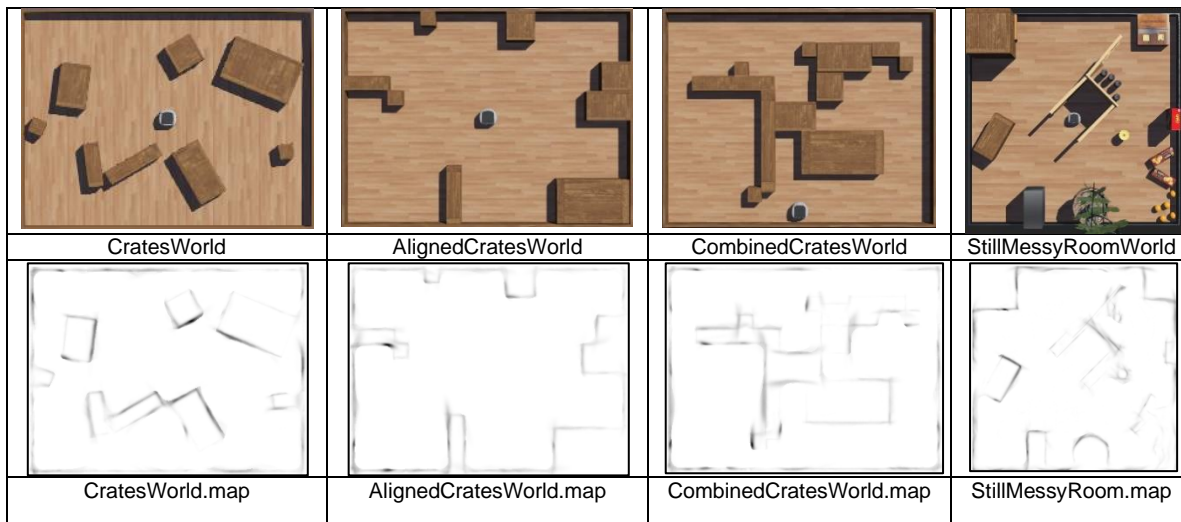 CratesWorld AlignedCratesWorld CombinedCratesWorld StillMessyRoomWorld
CratesWorld.map AlignedCratesWorld.map CombinedCratesWorld.map StillMessyRoom.map